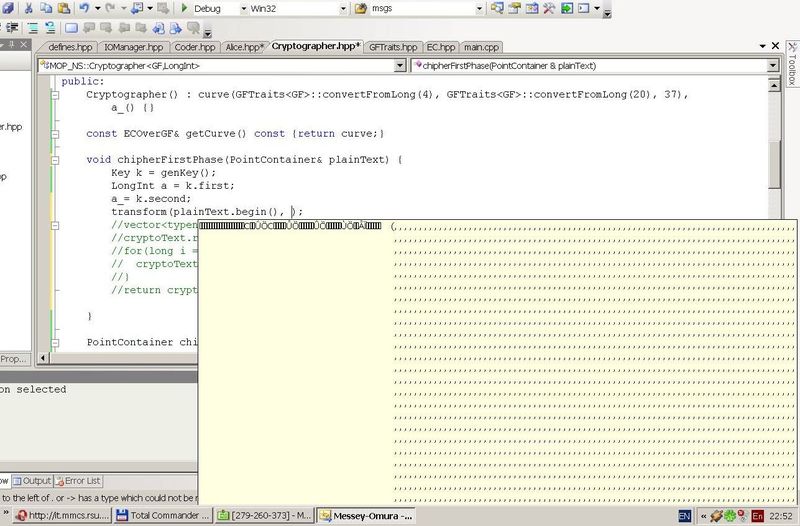 Debug
Win32
msgs
defines.hpp IOManager.hpp Coder.hpp Alice.hpp* Cryptographer.hpp* GFTraits.hpp EC.hpp main.cpp
Toolbox
MOP_NS::Cryptographer<GF,LongInt>
chipherFirstPhase(PointContainer & plainText)
public:
Cryptographer() : curve(GFTraits<GF>::convertFromLong(4), GFTraits<GF>::convertFromLong(20), 37),
a_() {}
const ECOverGF& getCurve() const {return curve;}
er.hpp
void chipherFirstPhase(PointContainer& plainText) {
Key k = genKey();
LongInt a = k.first;
a_= k.second;
transform(plainText.begin(), );
//vector<typen
//cryptoText.r
//for(long i =
// cryptoText
//}
//return crypt
}
PointContainer chi
Prop...
on selected
Output Error List
to the left of . or -> has a type which could not be r
http://it.mmcs.rsu.... Total Commander ... [279-260-373] - M... Messey-Omura -... EN « En 22:52